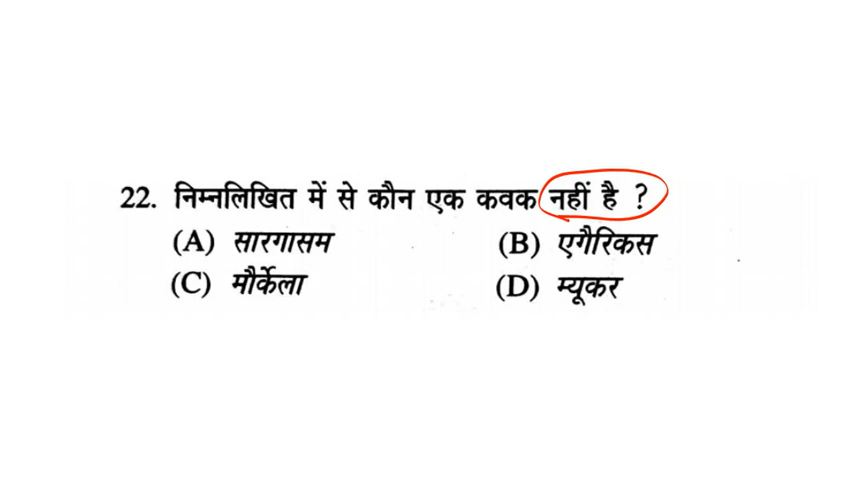 22. निम्नलिखित में से कौन एक कवक नहीं है ?
(A) सारगासम (B) एगैरिकस
(C) मौर्केला (D) म्यूकर